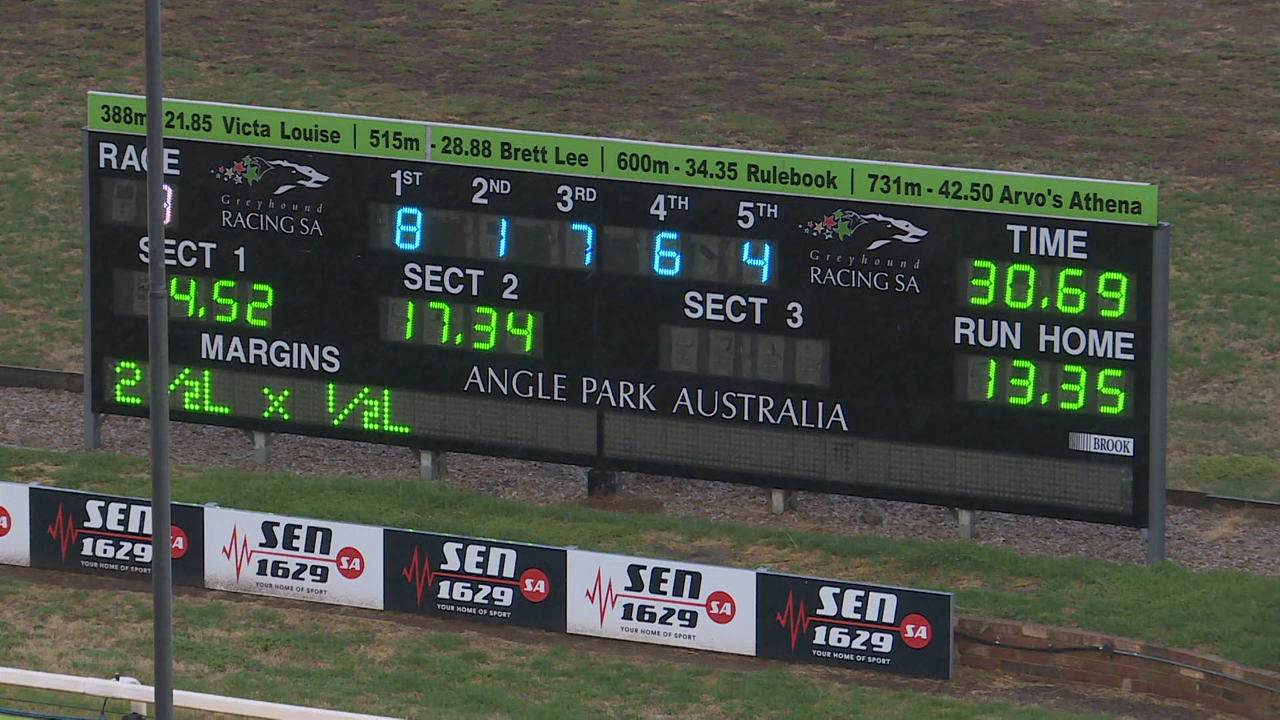 388m 21.85 Victa Louise | 515m - 28.88 Brett Lee | 600m - 34.35 Rulebook | 731m - 42.50 Arvo's Athena
RACE
Greyhound
RACING SA
1ST 2ND 3RD 4TH 5TH
8 1 7 6 4
Greyhound
RACING SA
TIME
30.69
SECT 1
4.52
SECT 2
17.34
SECT 3
RUN HOME
13.35
MARGINS
2 ½L x ½L
ANGLE PARK AUSTRALIA
BROOK
SEN
1629
SA
SEN
1629 SA
YOUR HOME OF SPORT
SEN
1629 SA
YOUR HOME OF SPORT
SEN
1629 SA
YOUR HOME OF SPORT
SEN
1629 SA
YOUR HOME OF SPORT